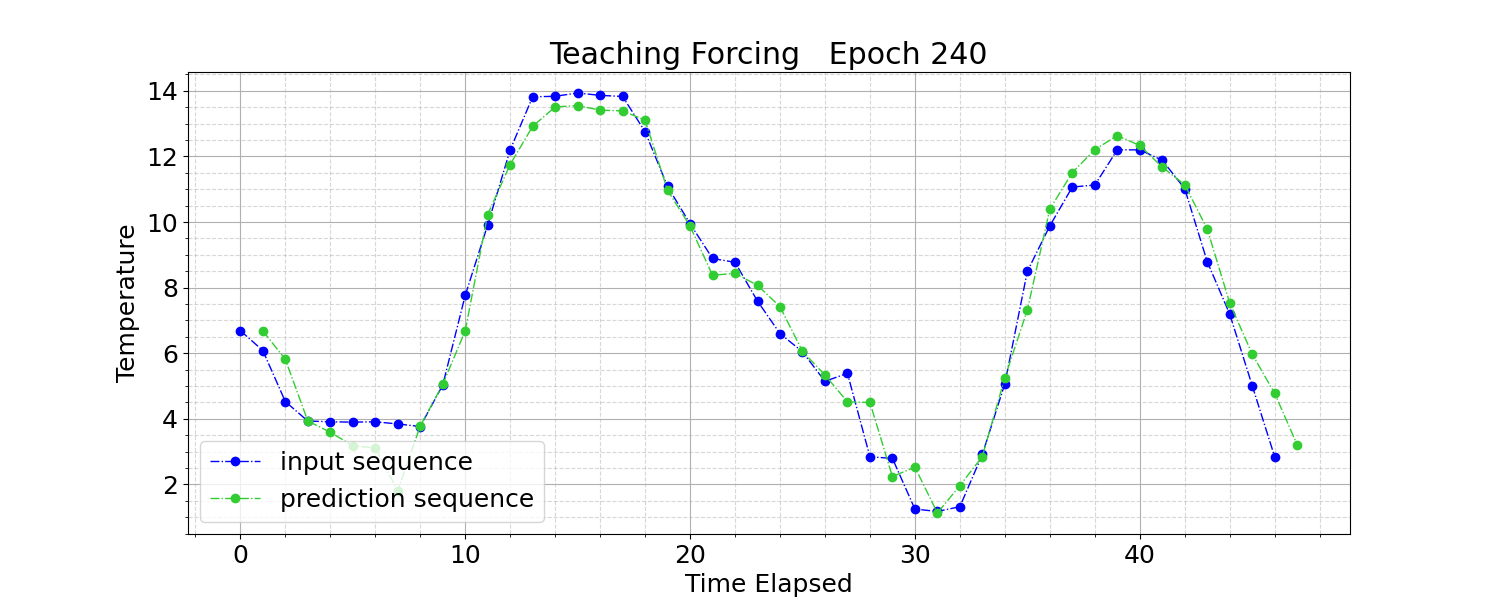 Teaching Forcing   Epoch 240
14
12
10
8
6
4
2
Temperature
input sequence
prediction sequence
0
10
20
30
40
Time Elapsed